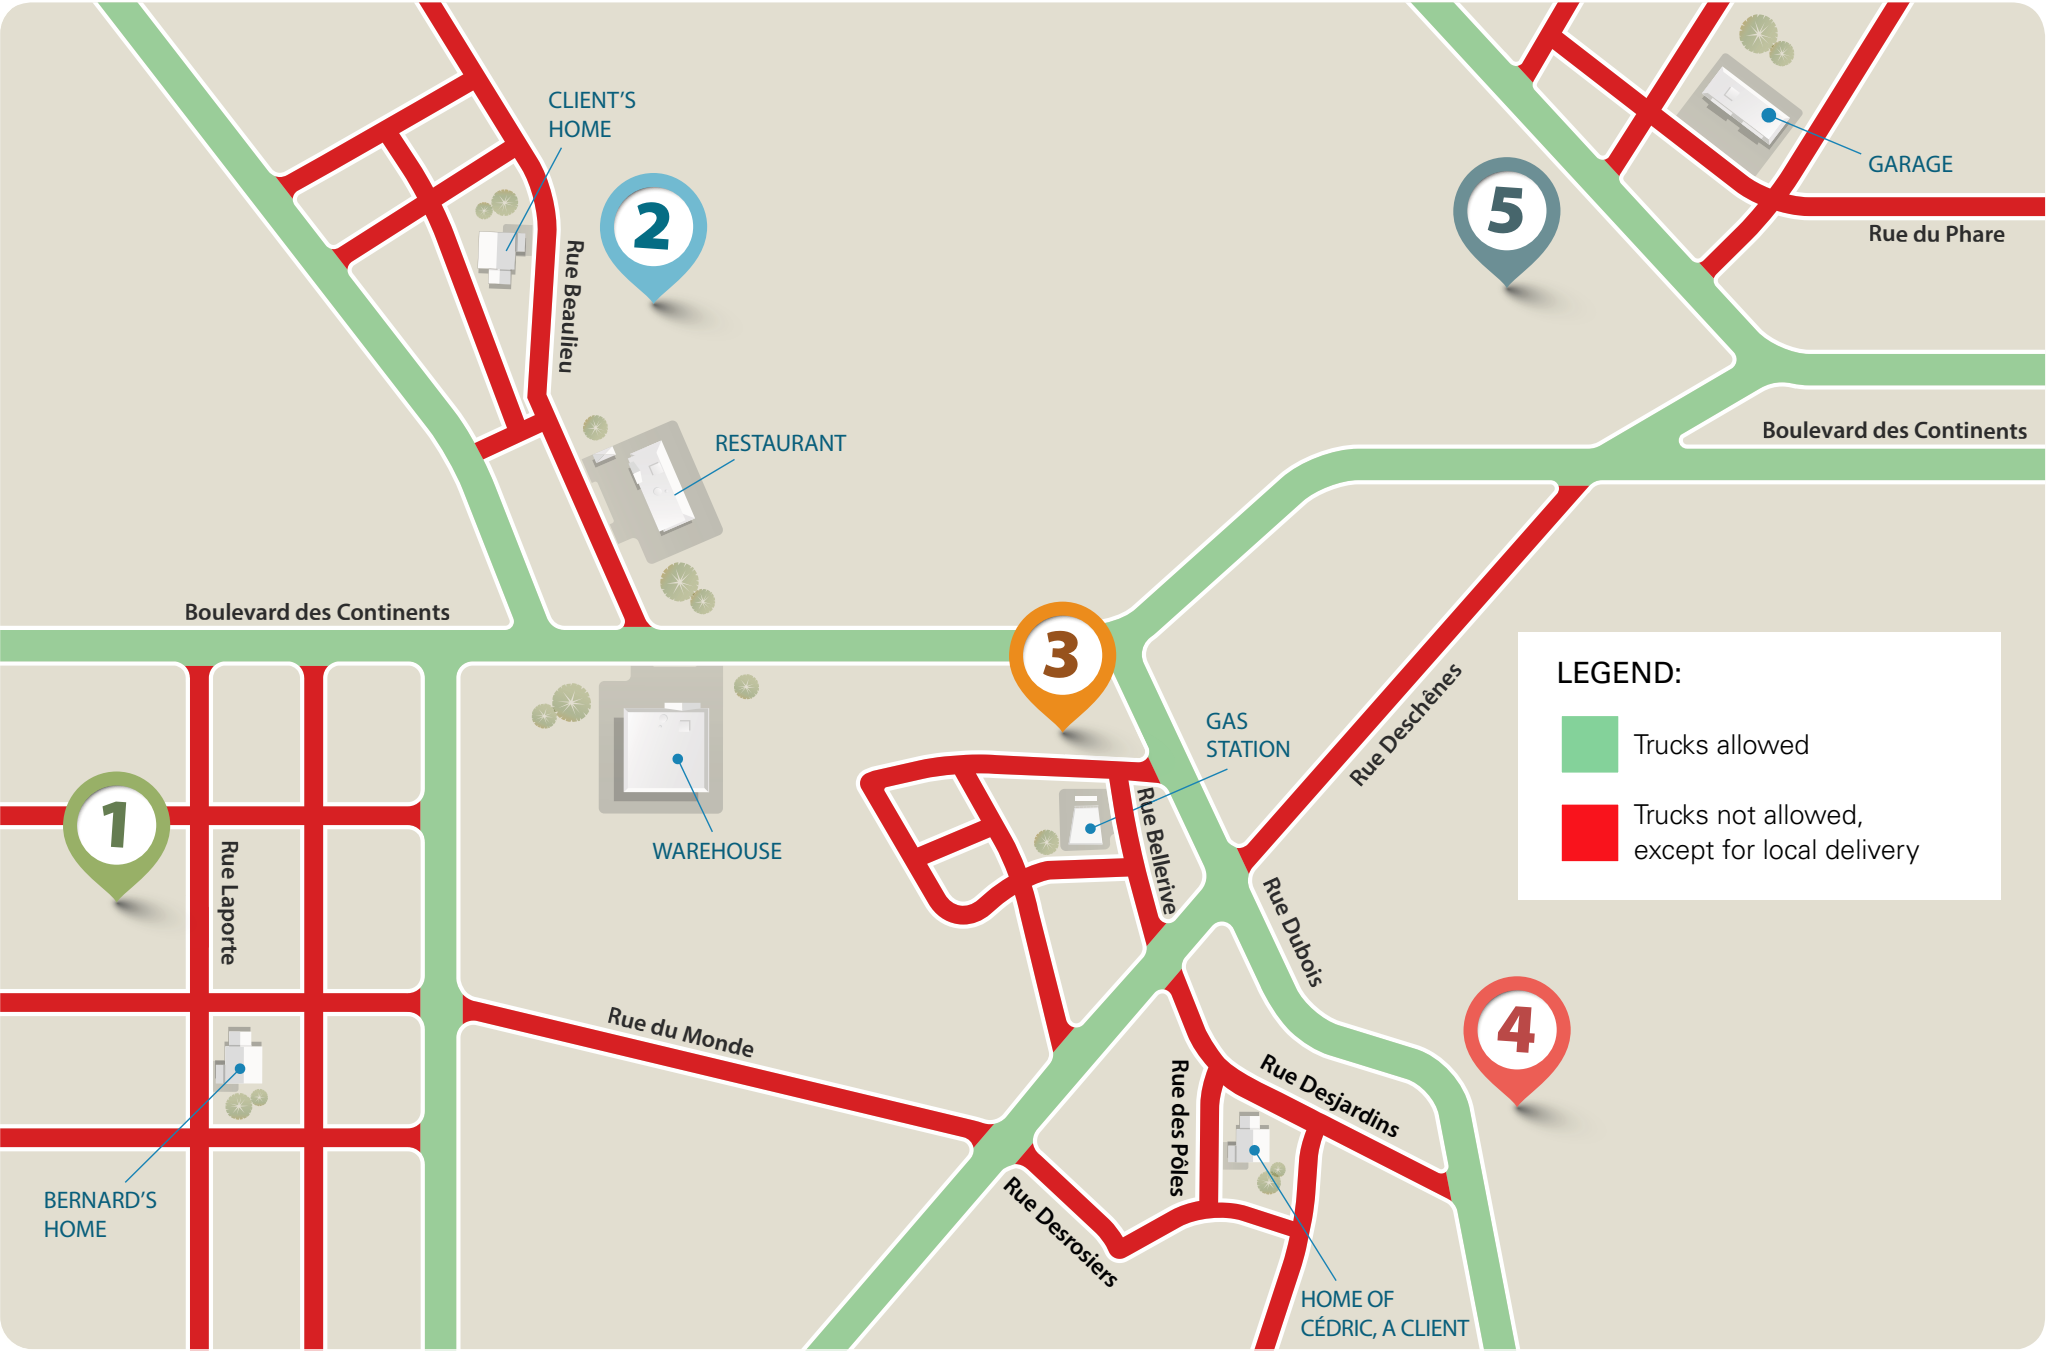 CLIENT'S
HOME
2
5
GARAGE
Rue du Phare
Rue Beaulieu
RESTAURANT
Boulevard des Continents
Boulevard des Continents
3
LEGEND:
Trucks allowed
Trucks not allowed,
except for local delivery
GAS
STATION
Rue Deschênes
1
Rue Laporte
WAREHOUSE
Rue Bellerive
Rue Dubois
4
Rue du Monde
Rue des Pôles
Rue Desjardins
BERNARD'S
HOME
Rue Desrosiers
HOME OF
CÉDRIC, A CLIENT